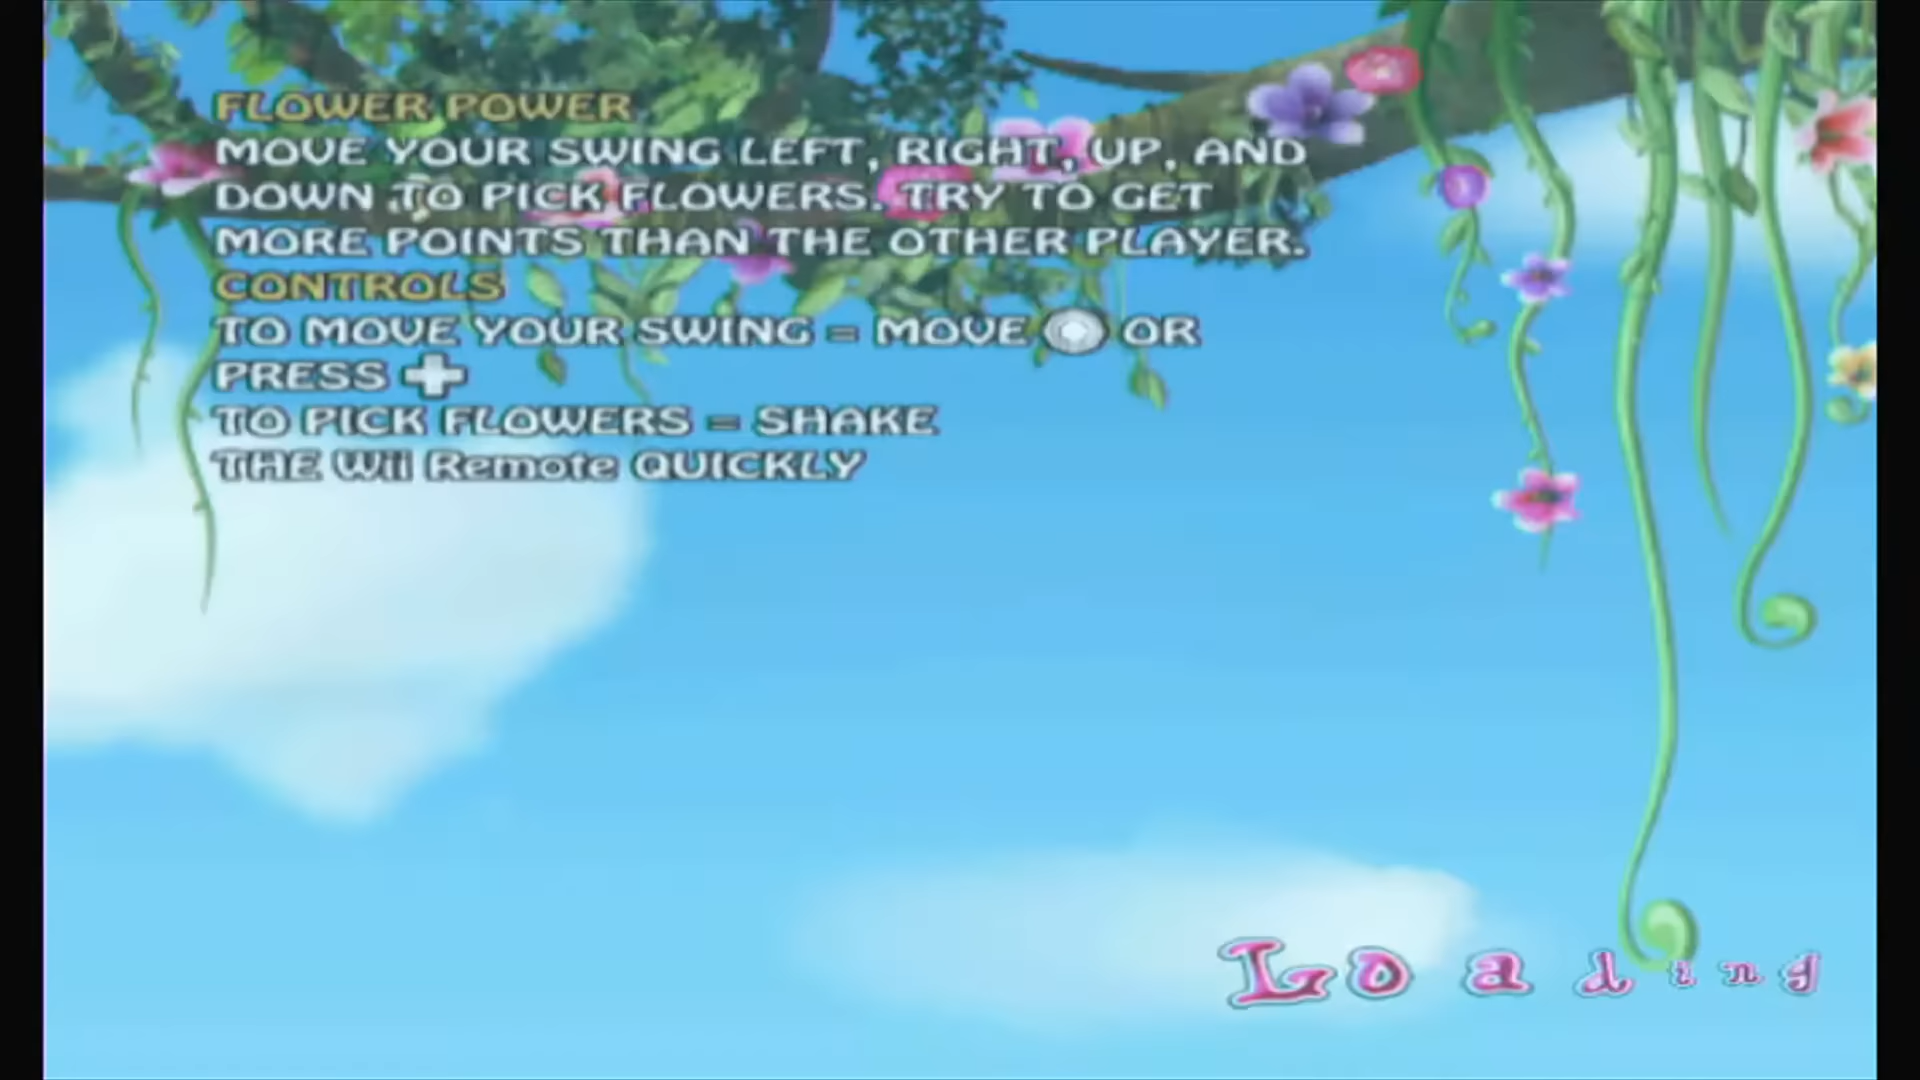 FLOWER POWER
MOVE YOUR SWING LEFT, RIGHT, UP, AND
DOWN TO PICK FLOWERS. TRY TO GET
MORE POINTS THAN THE OTHER PLAYER.
CONTROLS
TO MOVE YOUR SWING = MOVE OR
PRESS
TO PICK FLOWERS = SHAKE
THE Wii Remote QUICKLY
Loading